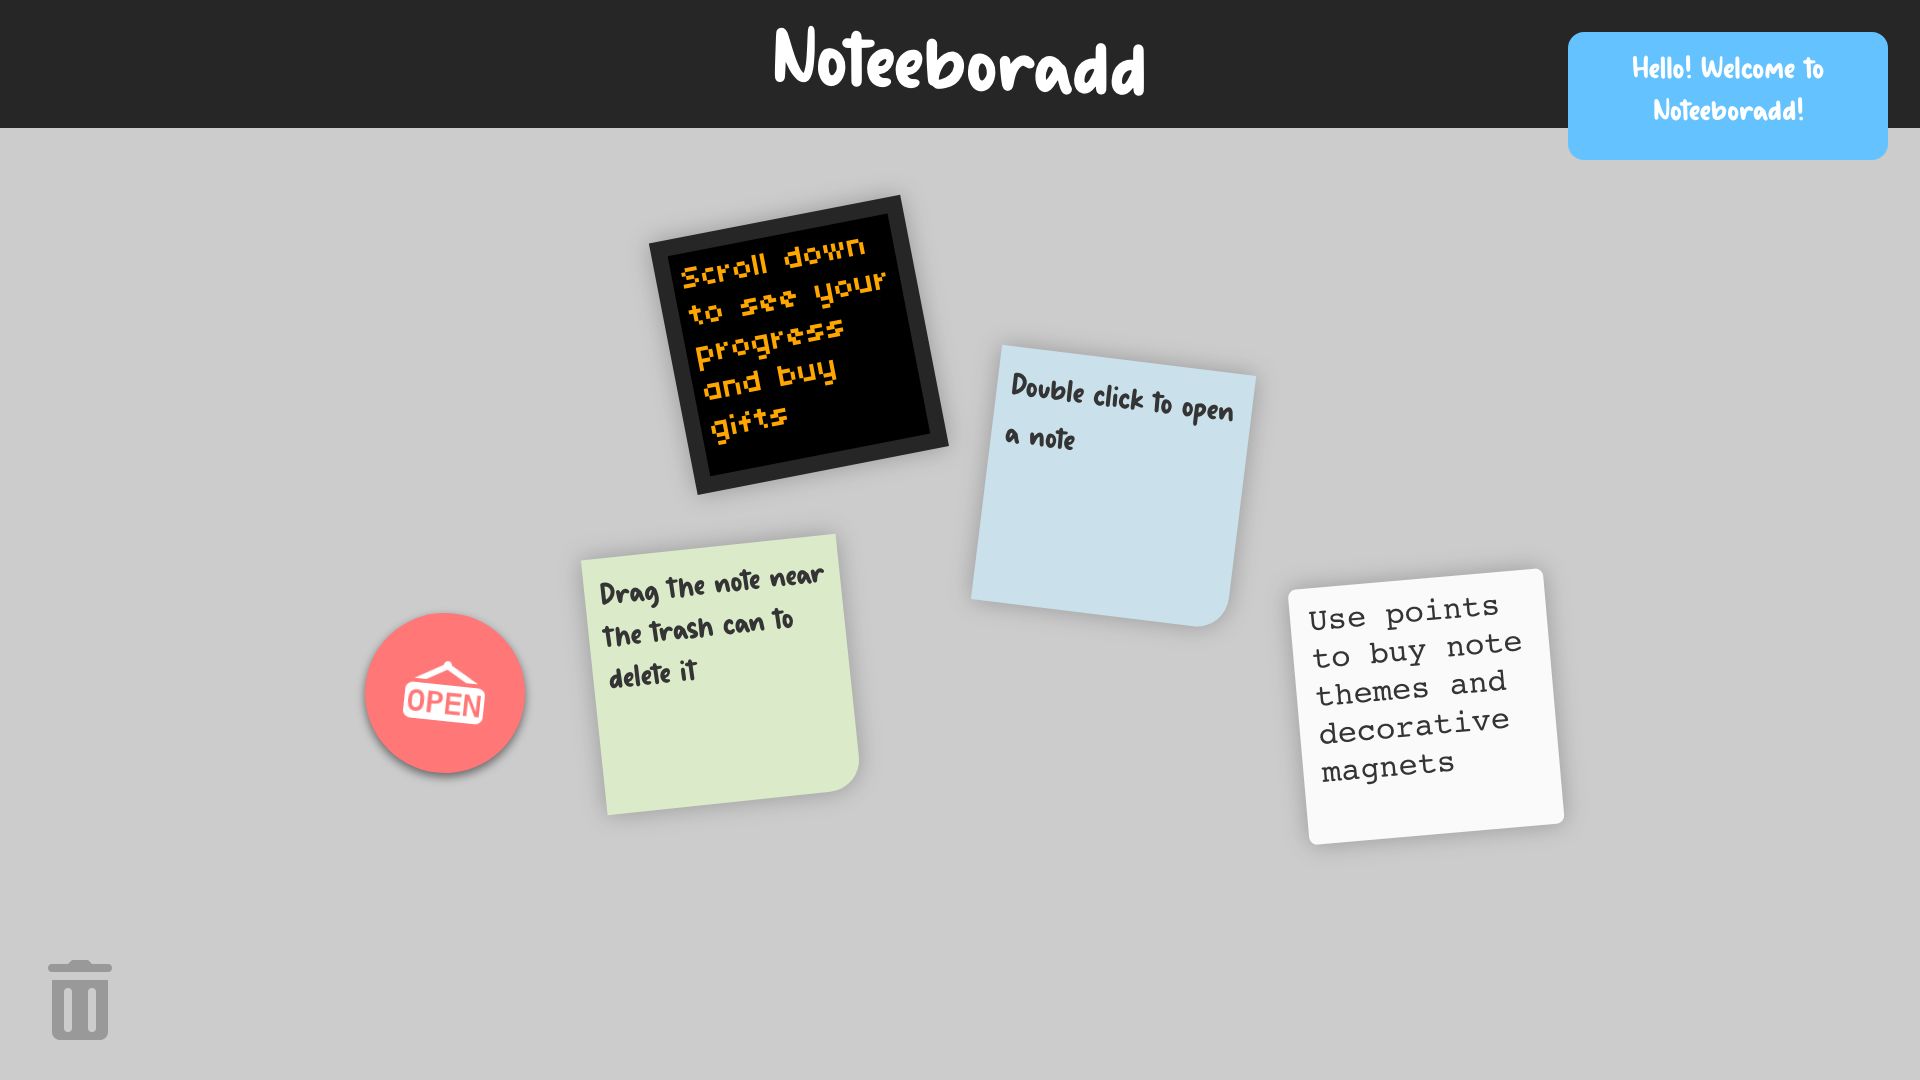 Noteeboradd
Hello! Welcome to
Noteeboradd!
Scroll down
to see your
progress
and buy
gifts
Double click to open
a note
Drag the note near
the trash can to
delete it
OPEN
Use points
to buy note
themes and
decorative
magnets